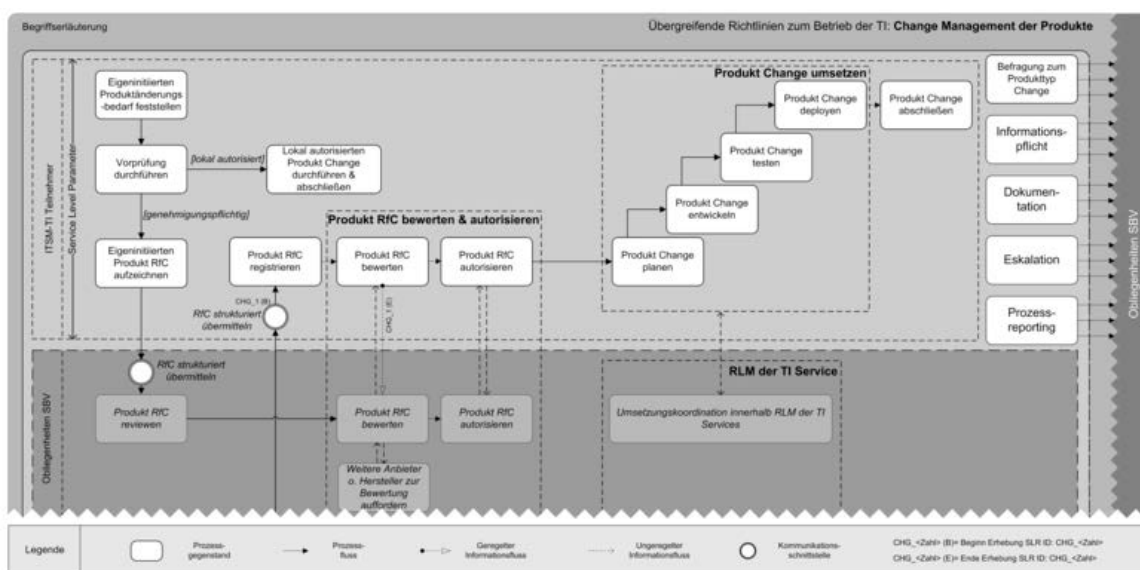 Begriffserläuterung
Übergreifende Richtlinien zum Betrieb der TI: Change Management der Produkte
ITSM-TI Teilnehmer
Service Level Parameter
Eigeninitiierten
Produktänderungs
-bedarf feststellen
Vorprüfung
durchführen
[lokal autorisiert]
Lokal autorisierten
Produkt Change
durchführen &
abschließen
[genehmigungspflichtig]
Eigeninitiierten
Produkt RfC
aufzeichnen
Produkt RfC
registrieren
CHG_1 (B)
RfC strukturiert
übermitteln
Produkt RfC bewerten & autorisieren
Produkt RfC
bewerten
Produkt RfC
autorisieren
CHG_1 (E)
Produkt Change umsetzen
Produkt Change
planen
Produkt Change
entwickeln
Produkt Change
testen
Produkt Change
deployen
Produkt Change
abschließen
Befragung zum
Produkttyp
Change
Informations-
pflicht
Dokumen-
tation
Eskalation
Prozess-
reporting
Obliegenheiten SBV
Obliegenheiten SBV
RfC strukturiert
übermitteln
Produkt RfC
reviewen
Produkt RfC
bewerten
Produkt RfC
autorisieren
Weitere Anbieter
o. Hersteller zur
Bewertung
auffordern
RLM der TI Service
Umsetzungskoordination innerhalb RLM der TI
Services
Legende
Prozess-
gegenstand
Prozess-
fluss
Geregelter
Informationsfluss
Ungeregelter
Informationsfluss
Kommunikations-
schnittstelle
CHG_<Zahl> (B)= Beginn Erhebung SLR ID: CHG_<Zahl>
CHG_<Zahl> (E)= Ende Erhebung SLR ID: CHG_<Zahl>